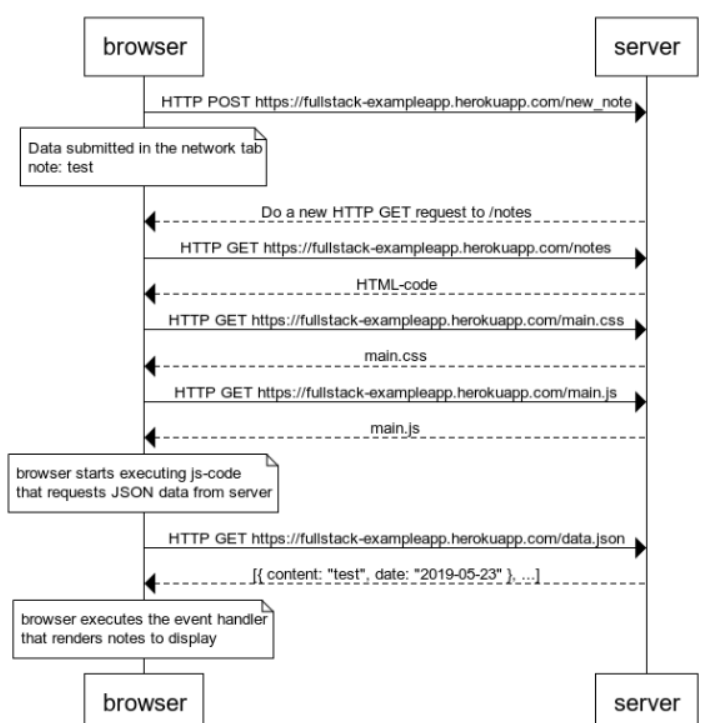 browser
server
HTTP POST https://fullstack-exampleapp.herokuapp.com/new_note
Data submitted in the network tab
note: test
Do a new HTTP GET request to /notes
HTTP GET https://fullstack-exampleapp.herokuapp.com/notes
HTML-code
HTTP GET https://fullstack-exampleapp.herokuapp.com/main.css
main.css
HTTP GET https://fullstack-exampleapp.herokuapp.com/main.js
main.js
browser starts executing js-code
that requests JSON data from server
HTTP GET https://fullstack-exampleapp.herokuapp.com/data.json
[{ content: "test", date: "2019-05-23" }, ...]
browser executes the event handler
that renders notes to display
browser
server